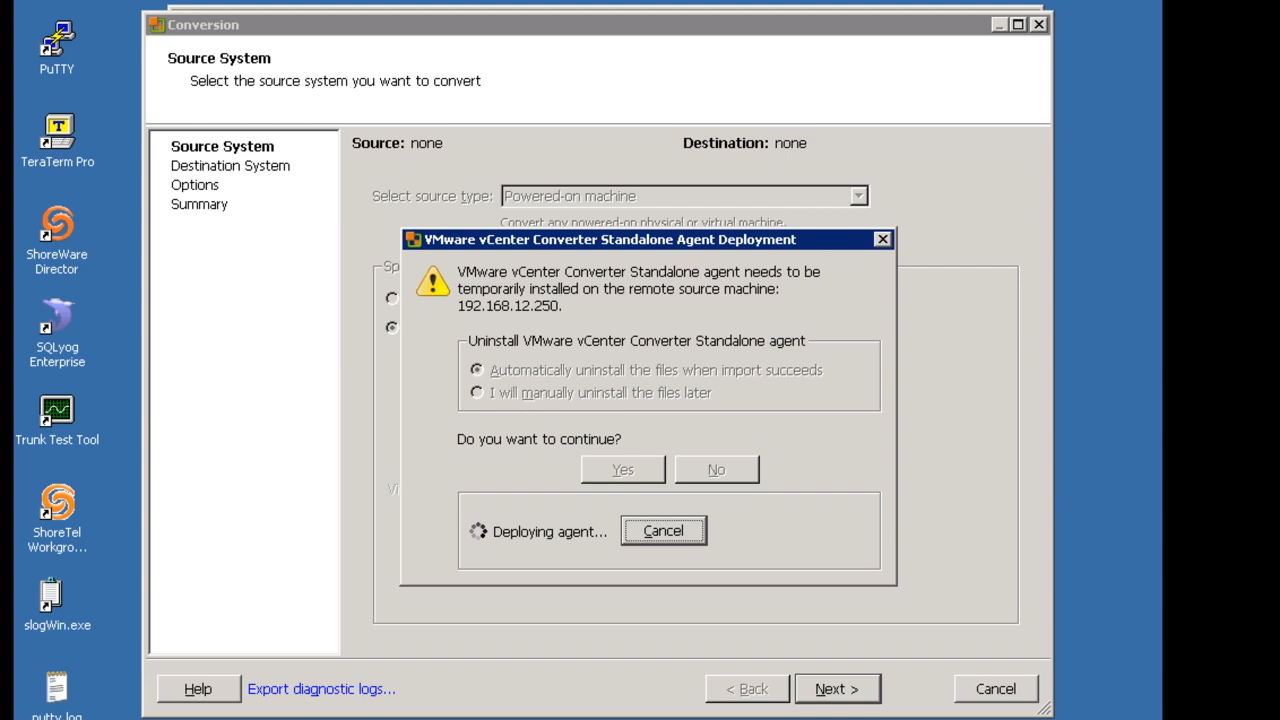 PuTTY
TeraTerm Pro
ShoreWare
Director
SQLyog
Enterprise
Trunk Test Tool
ShoreTel
Workgro...
slogWin.exe
putty.log
Conversion
Source System
Select the source system you want to convert
Source System
Destination System
Options
Summary
Source: none
Destination: none
Select source type:
Powered-on machine
Convert any powered-on physical or virtual machine.
Sp
Vi
VMware vCenter Converter Standalone Agent Deployment
VMware vCenter Converter Standalone agent needs to be
temporarily installed on the remote source machine:
192.168.12.250.
Uninstall VMware vCenter Converter Standalone agent
Automatically uninstall the files when import succeeds
I will manually uninstall the files later
Do you want to continue?
Yes
No
Deploying agent...
Cancel
Help
Export diagnostic logs...
< Back
Next >
Cancel